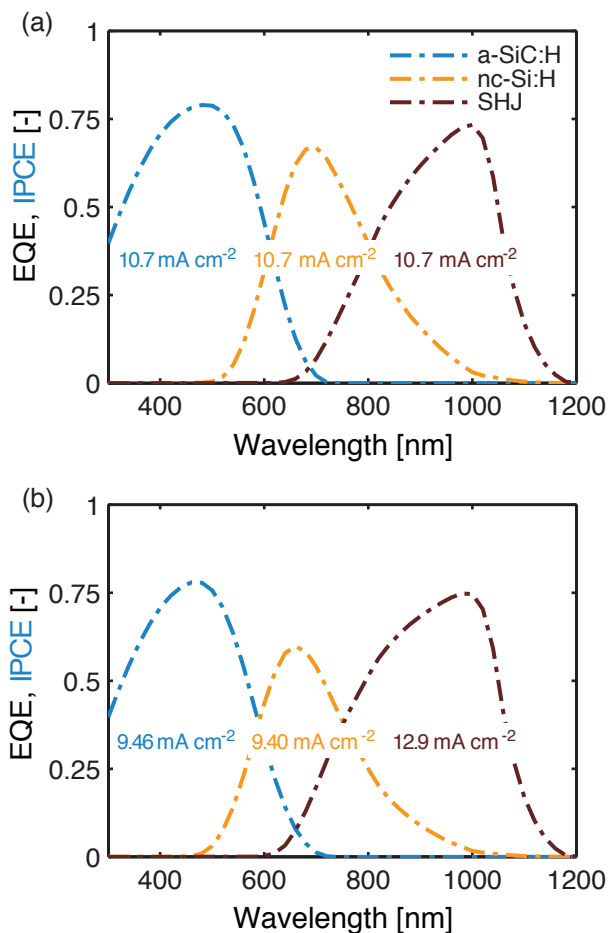 (a)
1
0.75
0.5
0.25
0
EQE, IPCE [-]
a-SiC:H
nc-Si:H
SHJ
10.7 mA cm-2
10.7 mA cm-2
10.7 mA cm-2
400 600 800 1000 1200
Wavelength [nm]
(b)
1
0.75
0.5
0.25
0
EQE, IPCE [-]
9.46 mA cm-2
9.40 mA cm-2
12.9 mA cm-2
400 600 800 1000 1200
Wavelength [nm]